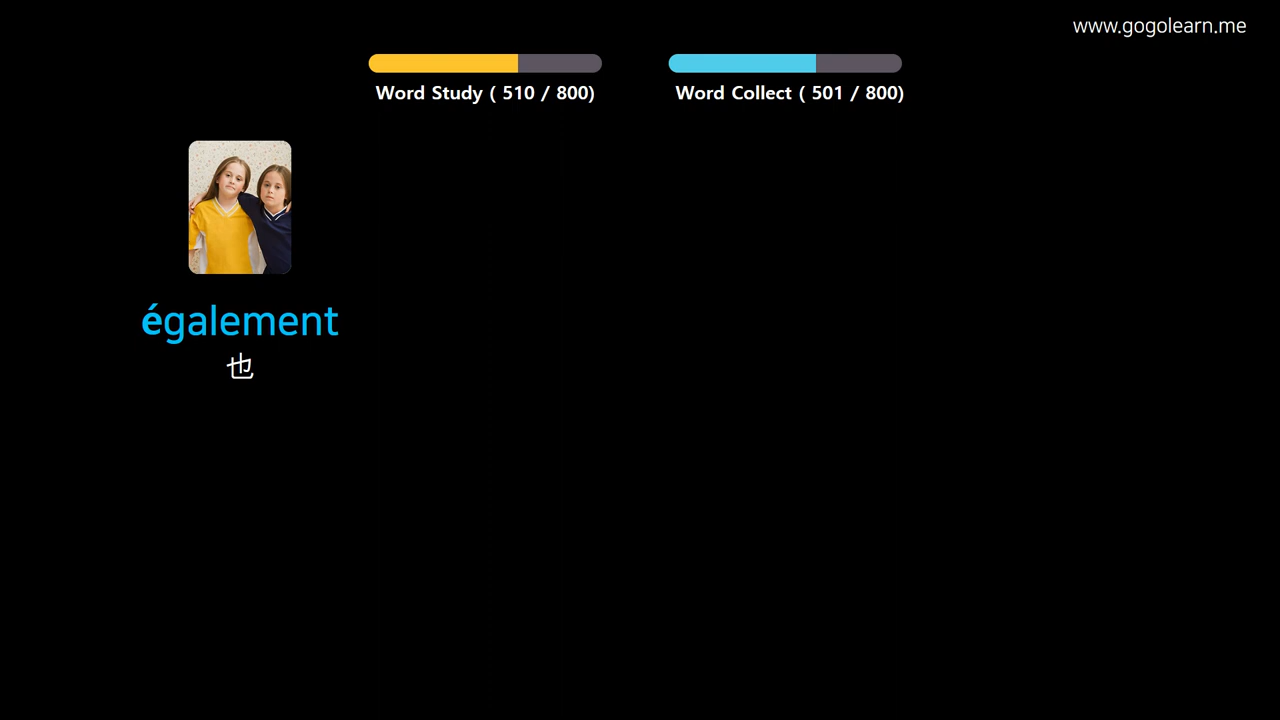 www.gogolearn.me
Word Study ( 510 / 800)
Word Collect ( 501 / 800)
également
也